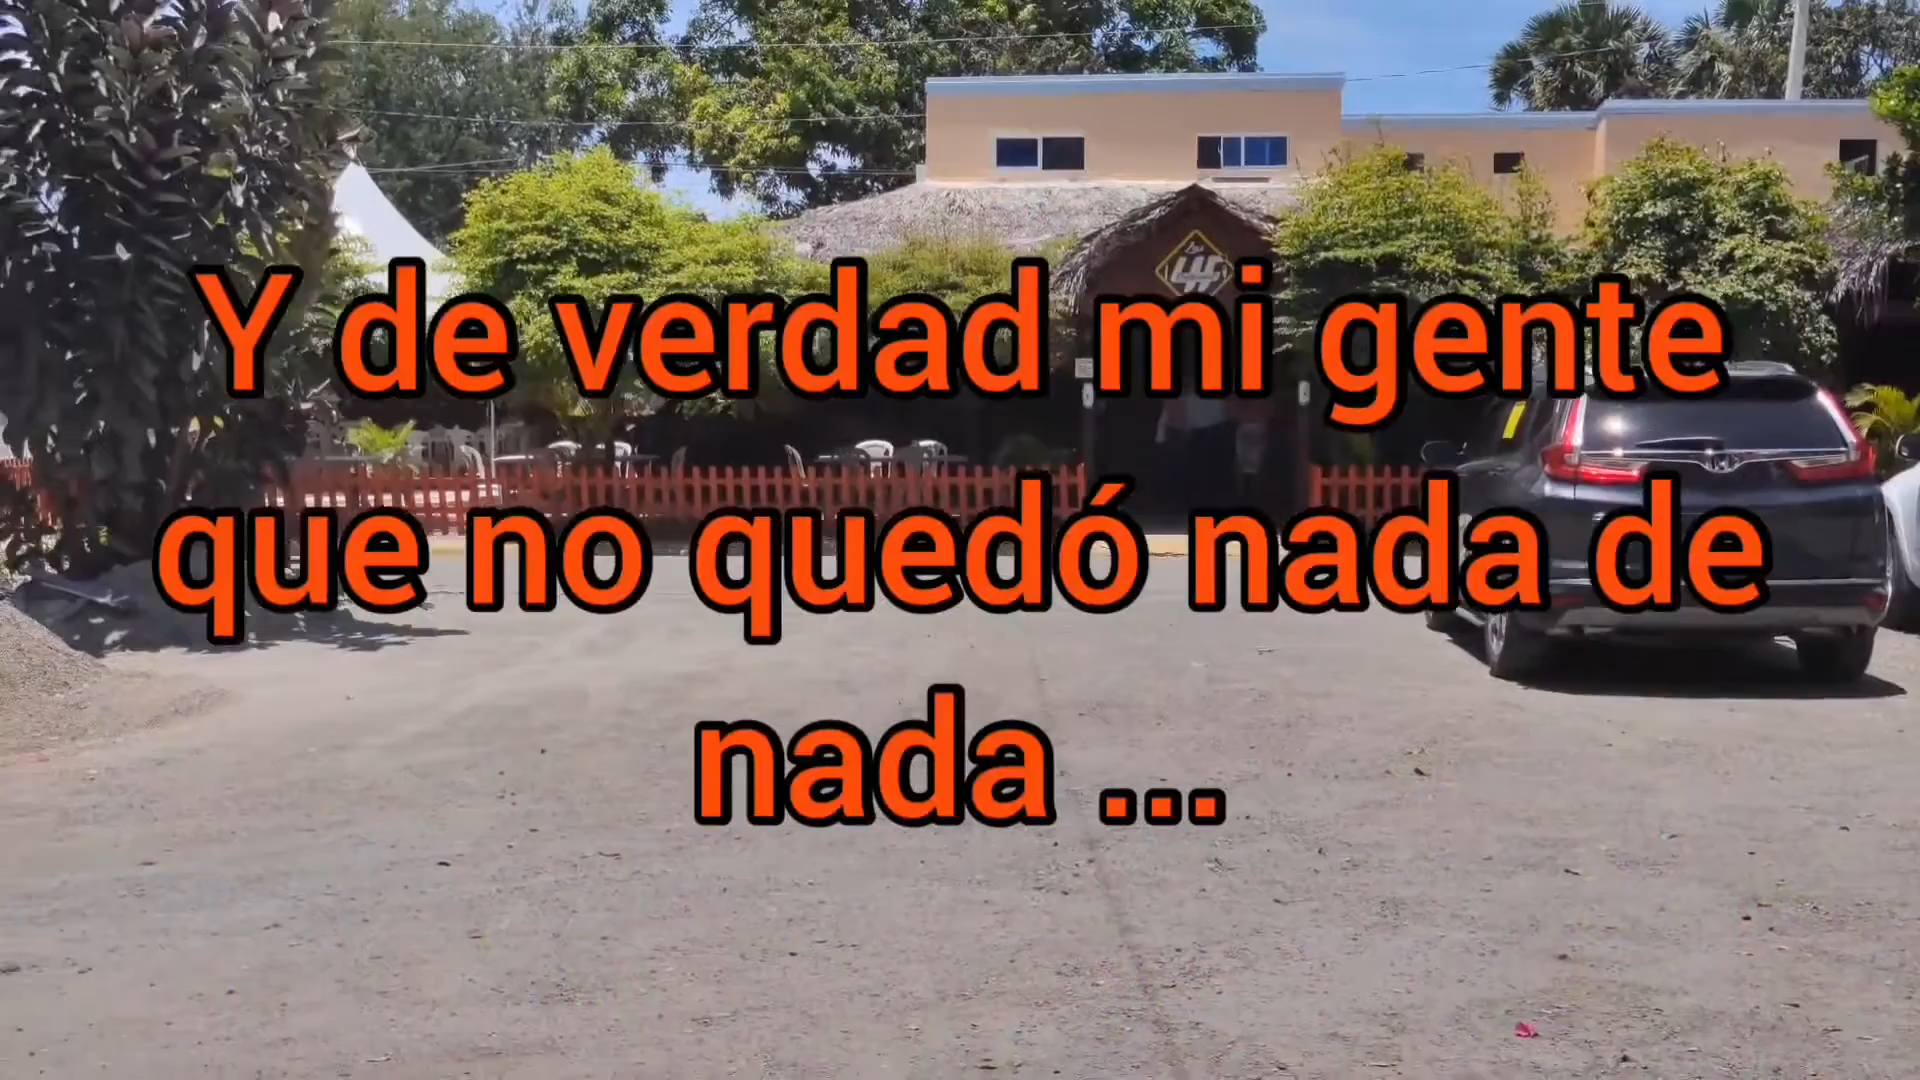 Y de verdad mi gente
que no quedó nada de
nada ...